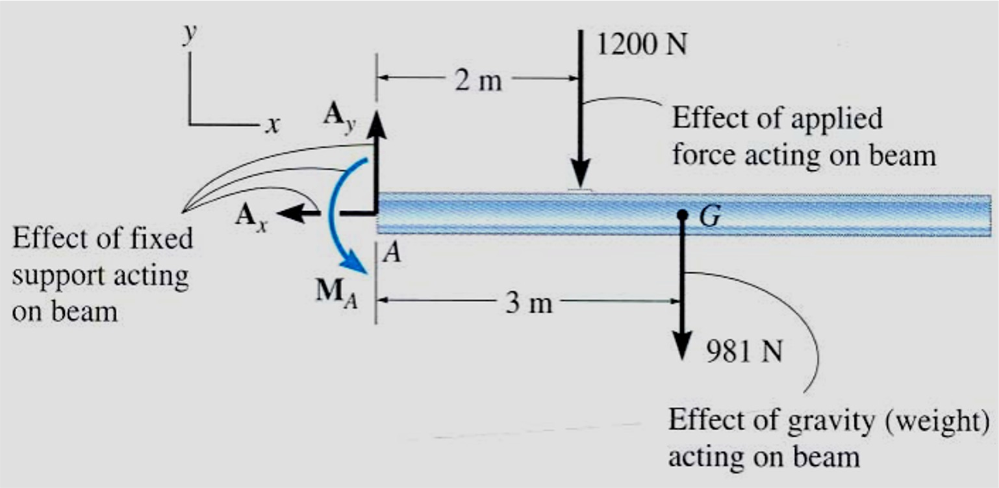 y
1200 N
2 m
A_y
x
Effect of applied
force acting on beam
A_x
G
Effect of fixed
support acting
on beam
A
M_A
3 m
981 N
Effect of gravity (weight)
acting on beam